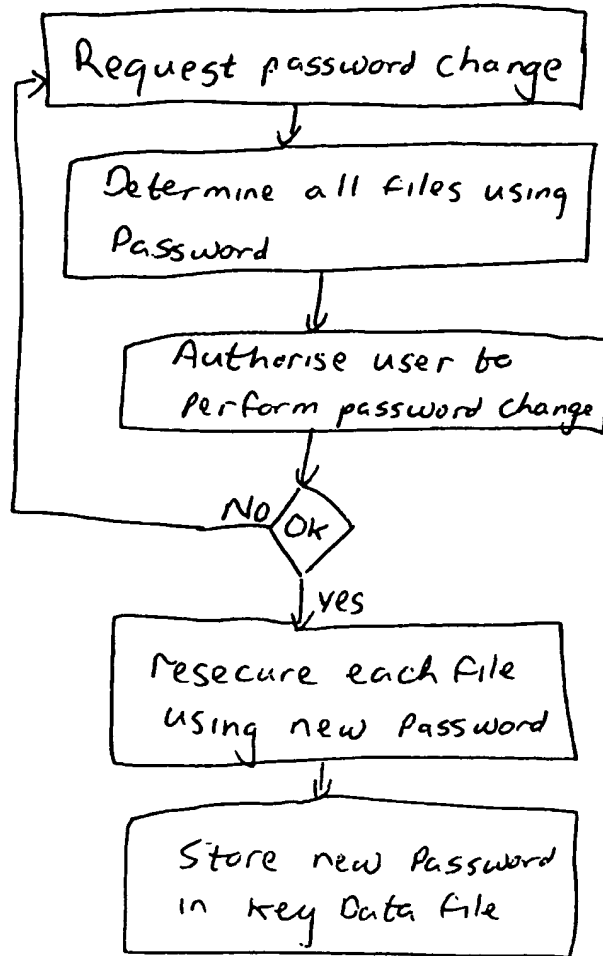 Request password change
Determine all files using
Password
Authorise user to
Perform password change
No
OK
yes
resecure each file
using new Password
Store new Password
in Key Data file